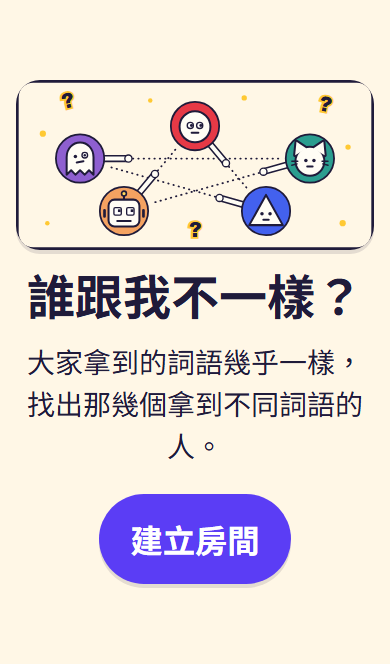 ?
?
?
誰跟我不一樣？
大家拿到的詞語幾乎一樣，
找出那幾個拿到不同詞語的
人。
建立房間